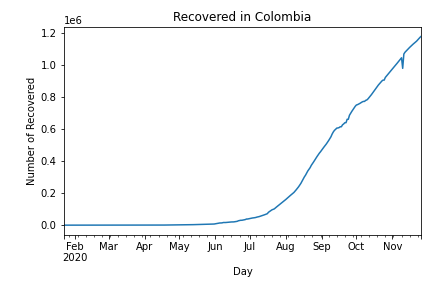 Recovered in Colombia
1e6
1.2
1.0
0.8
0.6
0.4
0.2
0.0
Number of Recovered
Feb Mar Apr May Jun Jul Aug Sep Oct Nov
2020
Day